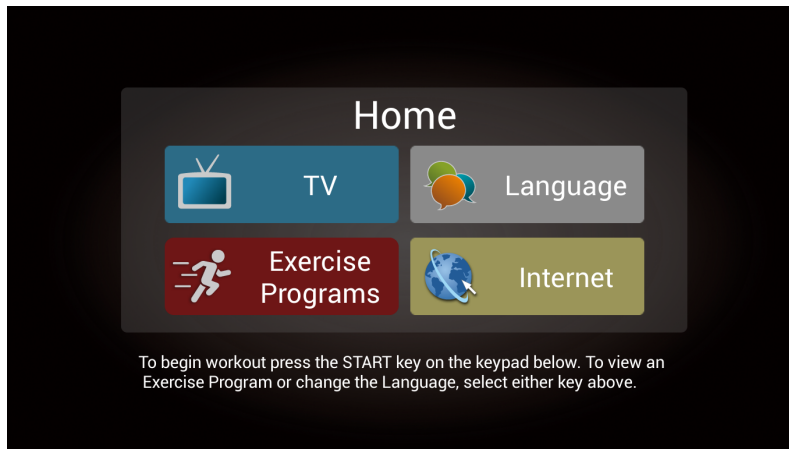 Home
TV
Language
Exercise
Programs
Internet
To begin workout press the START key on the keypad below. To view an
Exercise Program or change the Language, select either key above.